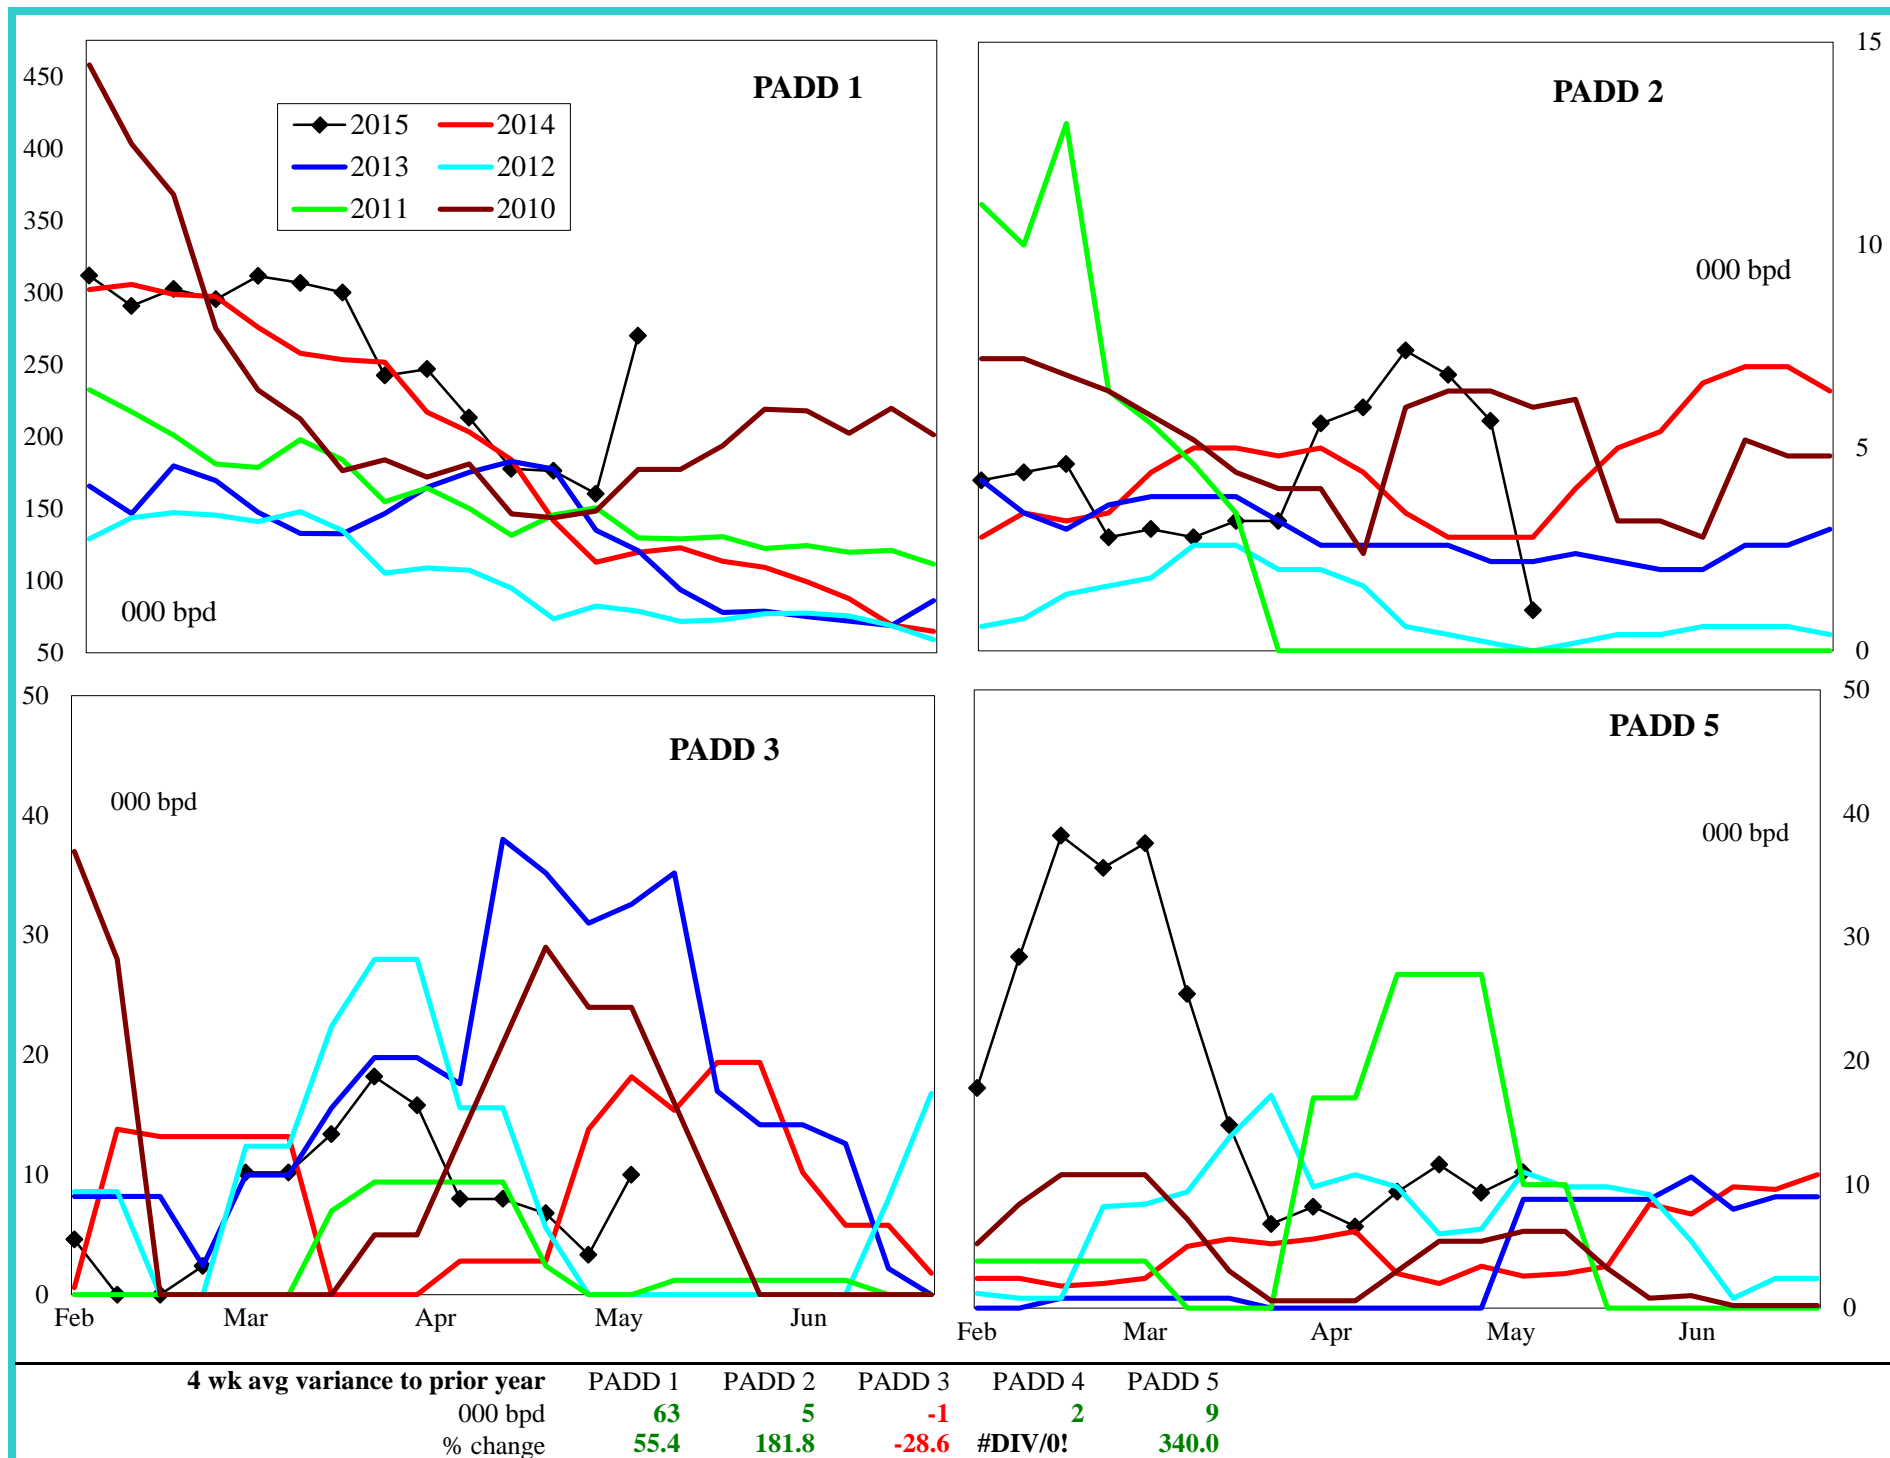 PADD 1
450
400
350
300
250
200
150
100
50
2015 2014
2013 2012
2011 2010
000 bpd
PADD 2
15
10
5
0
000 bpd
PADD 3
50
40
30
20
10
0
000 bpd
Feb Mar Apr May Jun
PADD 5
50
40
30
20
10
0
000 bpd
Feb Mar Apr May Jun
4 wk avg variance to prior year PADD 1 PADD 2 PADD 3 PADD 4 PADD 5
000 bpd 63 5 -1 2 9
% change 55.4 181.8 -28.6 #DIV/0! 340.0